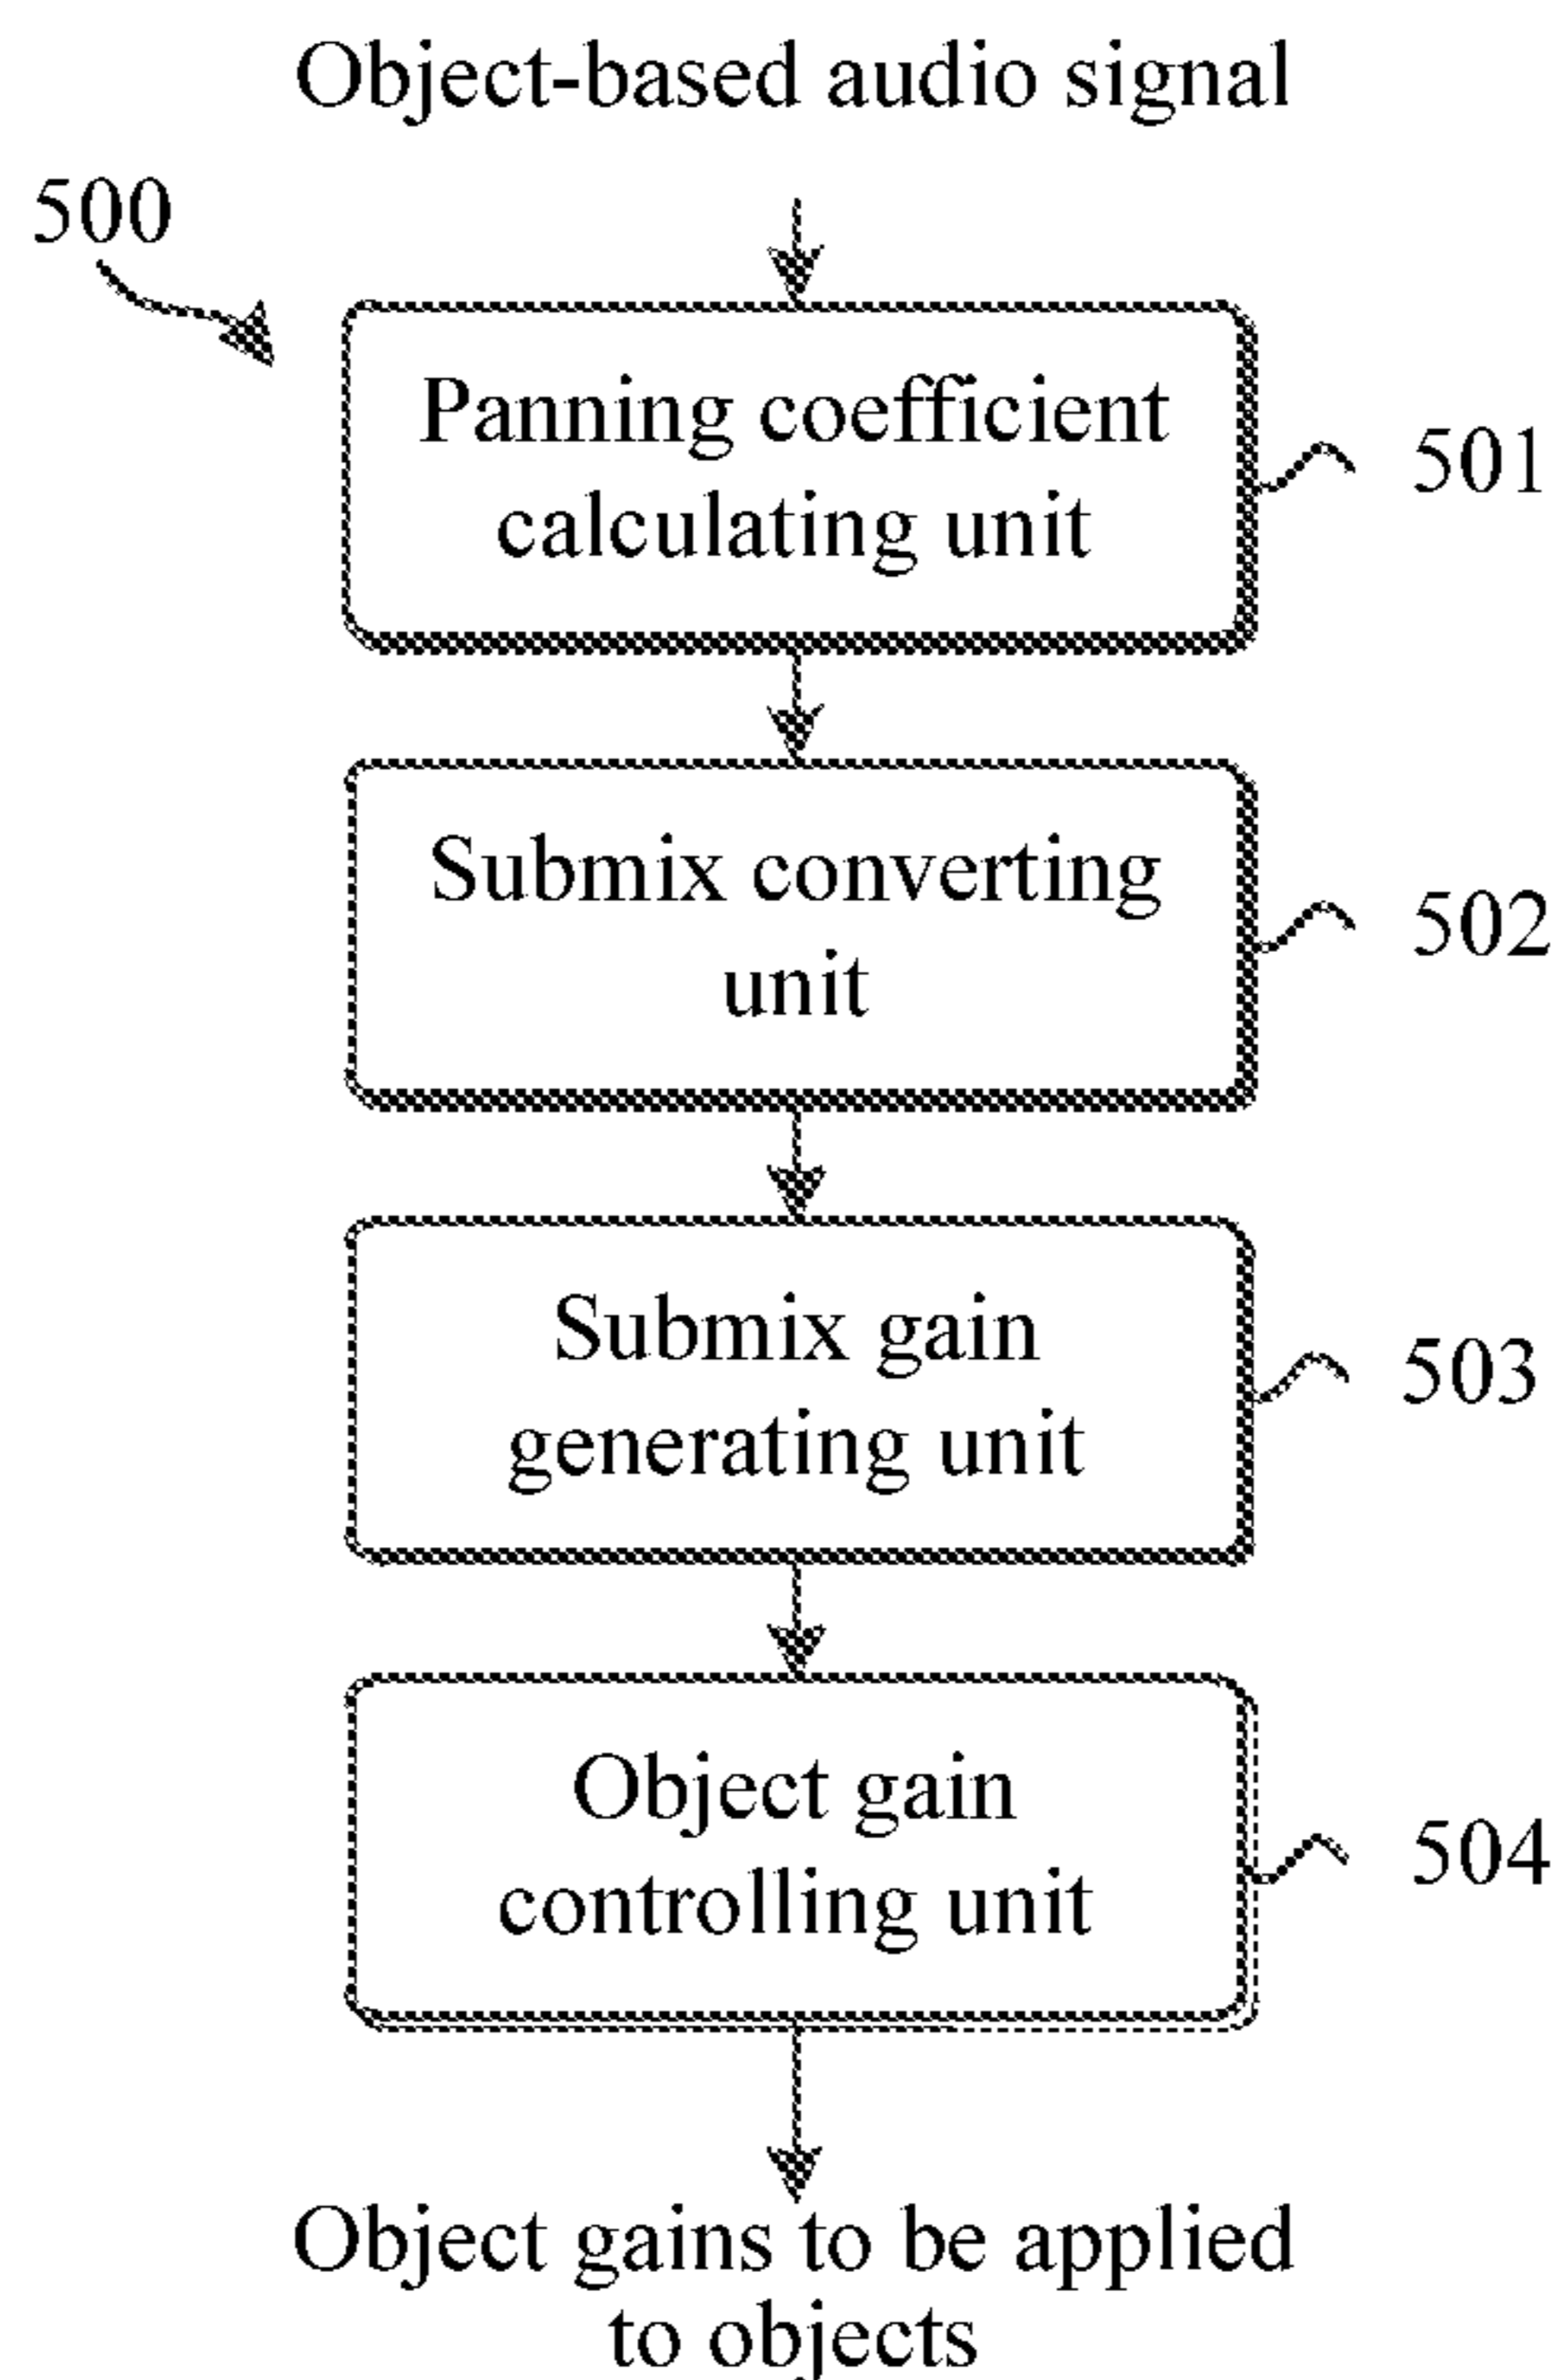 Object-based audio signal
500
Panning coefficient
calculating unit
501
Submix converting
unit
502
Submix gain
generating unit
503
Object gain
controlling unit
504
Object gains to be applied
to objects